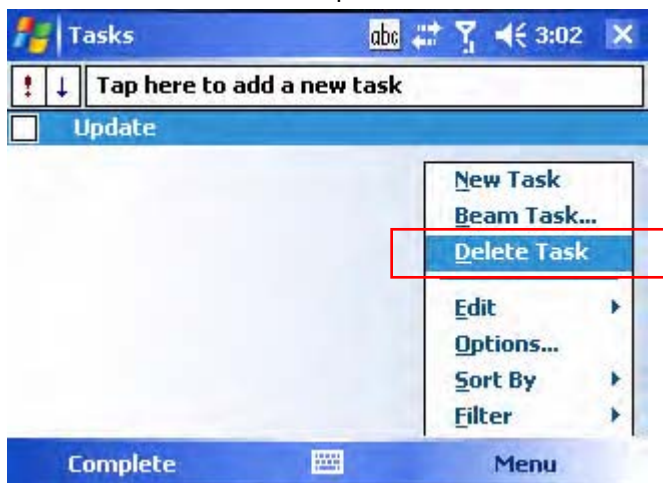 Tasks abc 3:02
! ↓ Tap here to add a new task
Update
New Task
Beam Task...
Delete Task
Edit
Options...
Sort By
Filter
Complete Menu